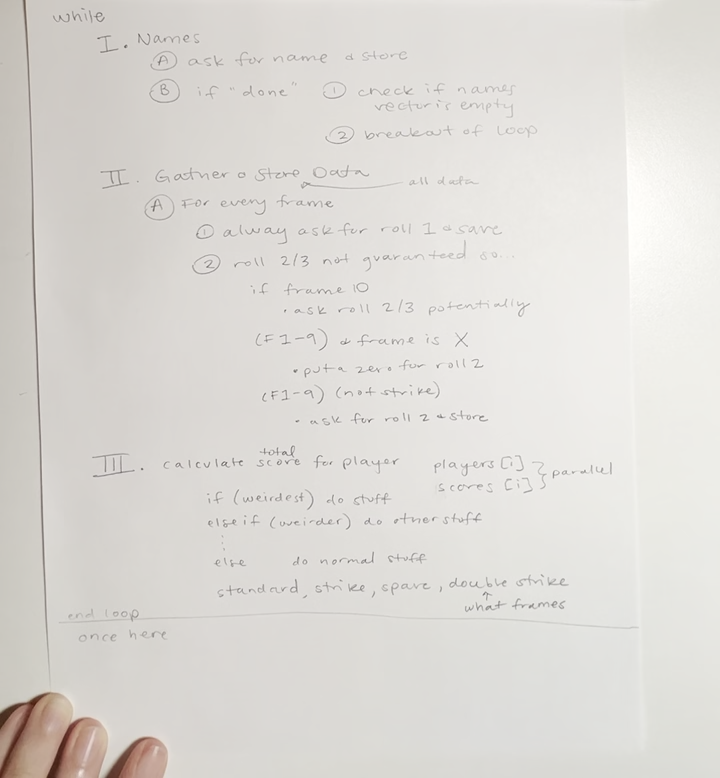 while
I. Names
A ask for name & store
B if "done" 1 check if names
vector is empty
2 breakout of loop
II. Gather & Store Data
all data
A For every frame
1 alway ask for roll 1 & save
2 roll 2/3 not guaranteed so...
if frame 10
• ask roll 2/3 potentially
(F1-9) & frame is X
• put a zero for roll 2
(F1-9) (not strike)
• ask for roll 2 & store
III. calculate total score for player players [i] } parallel
scores [i]
if (weirdest) do stuff
else if (weirder) do other stuff
⋮
else do normal stuff
standard, strike, spare, double strike
↑
what frames
end loop
once here